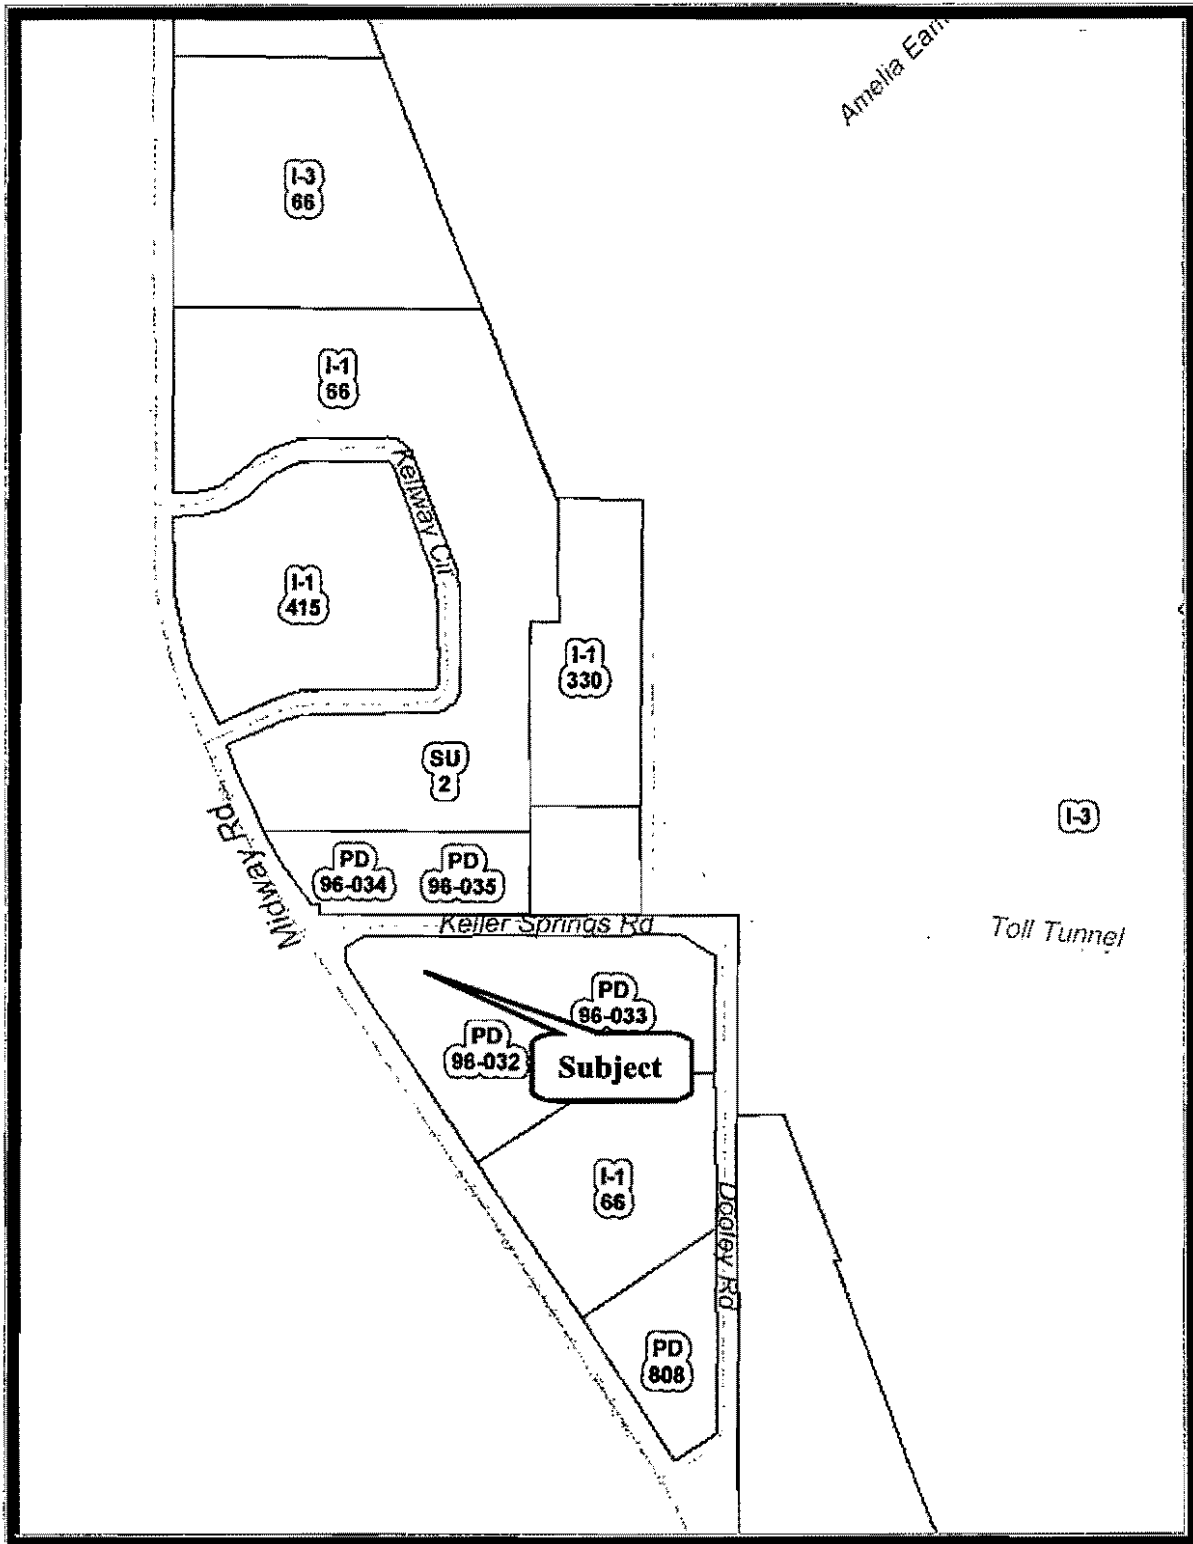 Amelia Ear
I-3
66
I-1
66
Kellway Cir
I-1
415
I-1
330
SU
2
I-3
Midway Rd
PD
96-034
PD
96-035
Keller Springs Rd
Toll Tunnel
PD
96-033
PD
96-032
Subject
I-1
66
Dooley Rd
PD
808